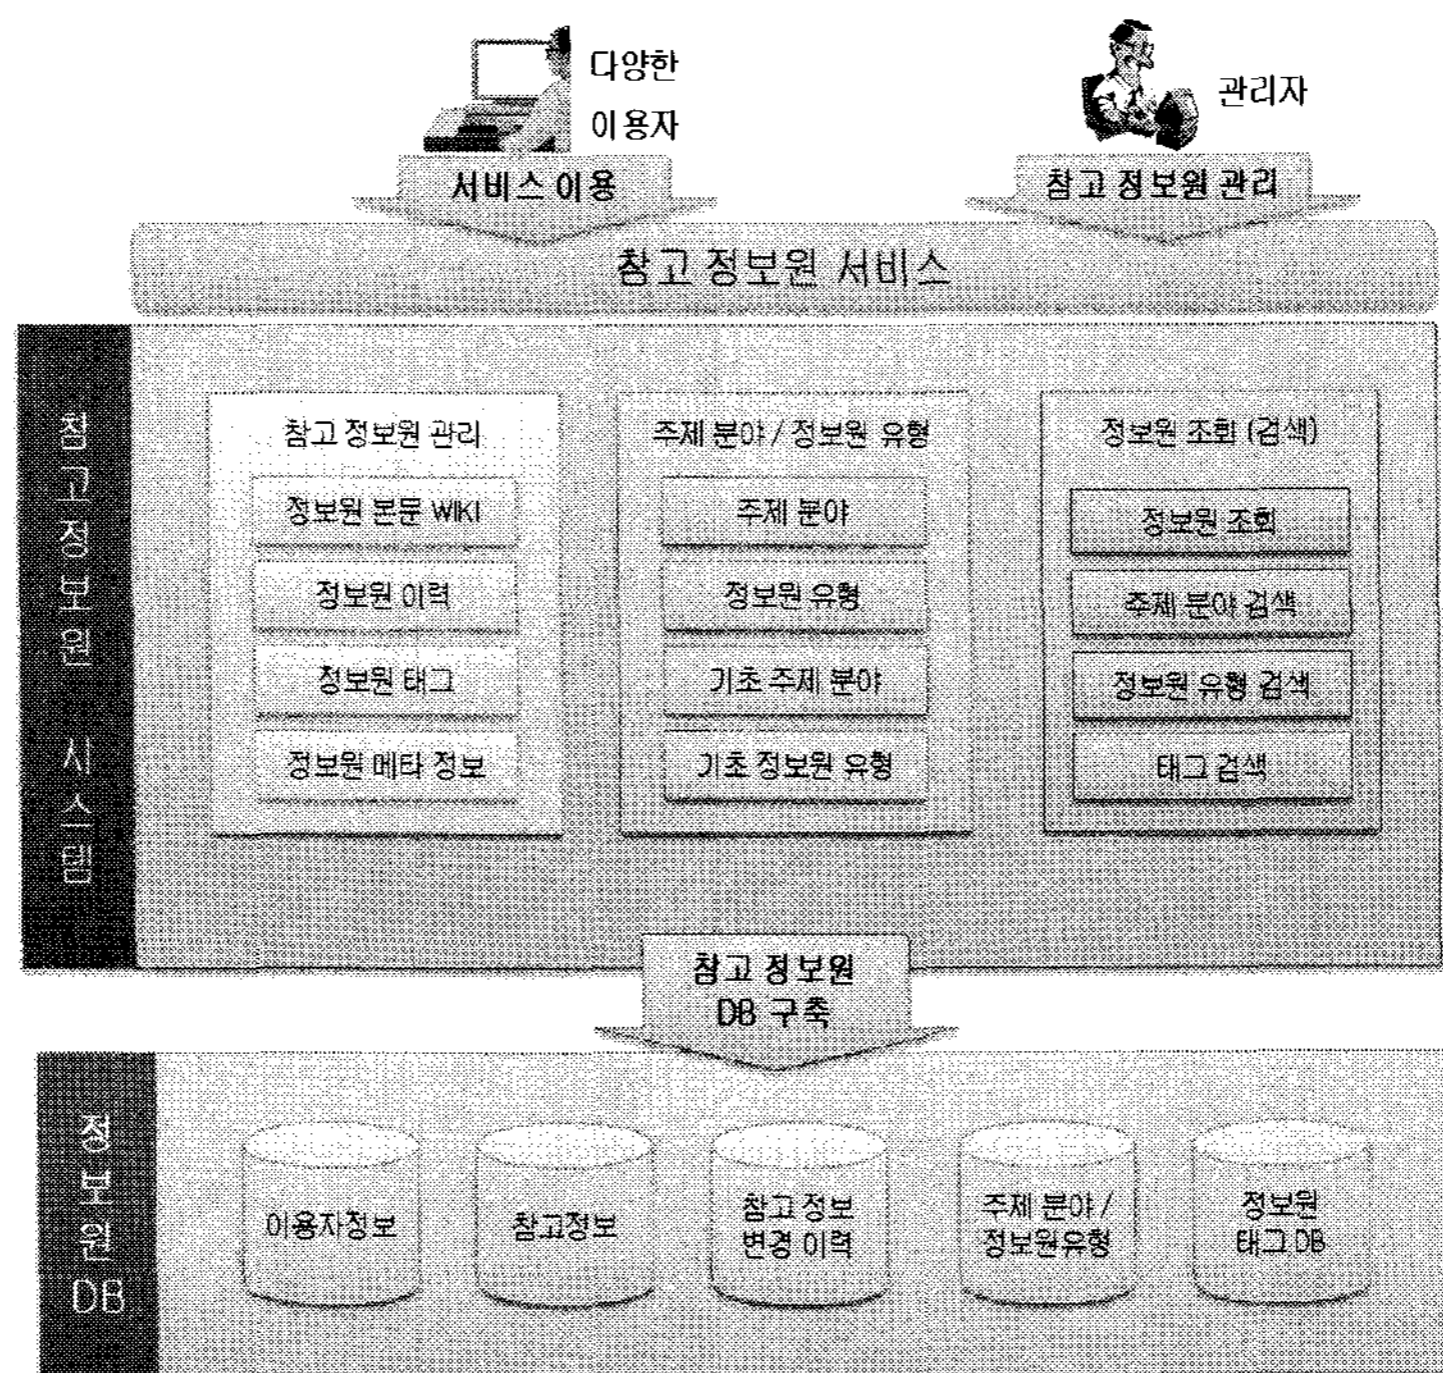 다양한
이용자
관리자
서비스 이용
참고 정보원 관리
참고 정보원 서비스
참고정보원 시스템
참고 정보원 관리
정보원 본문 WIKI
정보원 이력
정보원 태그
정보원 메타 정보
주제 분야 / 정보원 유형
주제 분야
정보원 유형
기초 주제 분야
기초 정보원 유형
정보원 조회 (검색)
정보원 조회
주제 분야 검색
정보원 유형 검색
태그 검색
참고 정보원
DB 구축
정보원
DB
이용자정보
참고정보
참고 정보
변경 이력
주제 분야 /
정보원유형
정보원
태그 DB